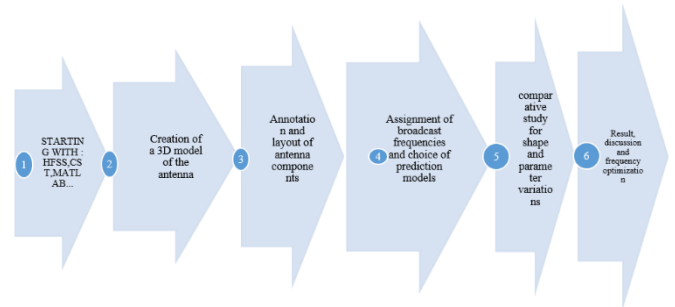 1
STARTIN
G WITH :
HFSS,CS
T,MATL
AB...
2
Creation of
a 3D model
of the
antenna
3
Annotatio
n and
layout of
antenna
compone
nts
4
Assignment of
broadcast
frequencies
and choice of
prediction
models
5
compar
ative
study
for
shape
and
parame
ter
variatio
ns
6
Result,
discussion
and
frequency
optimizatio
n